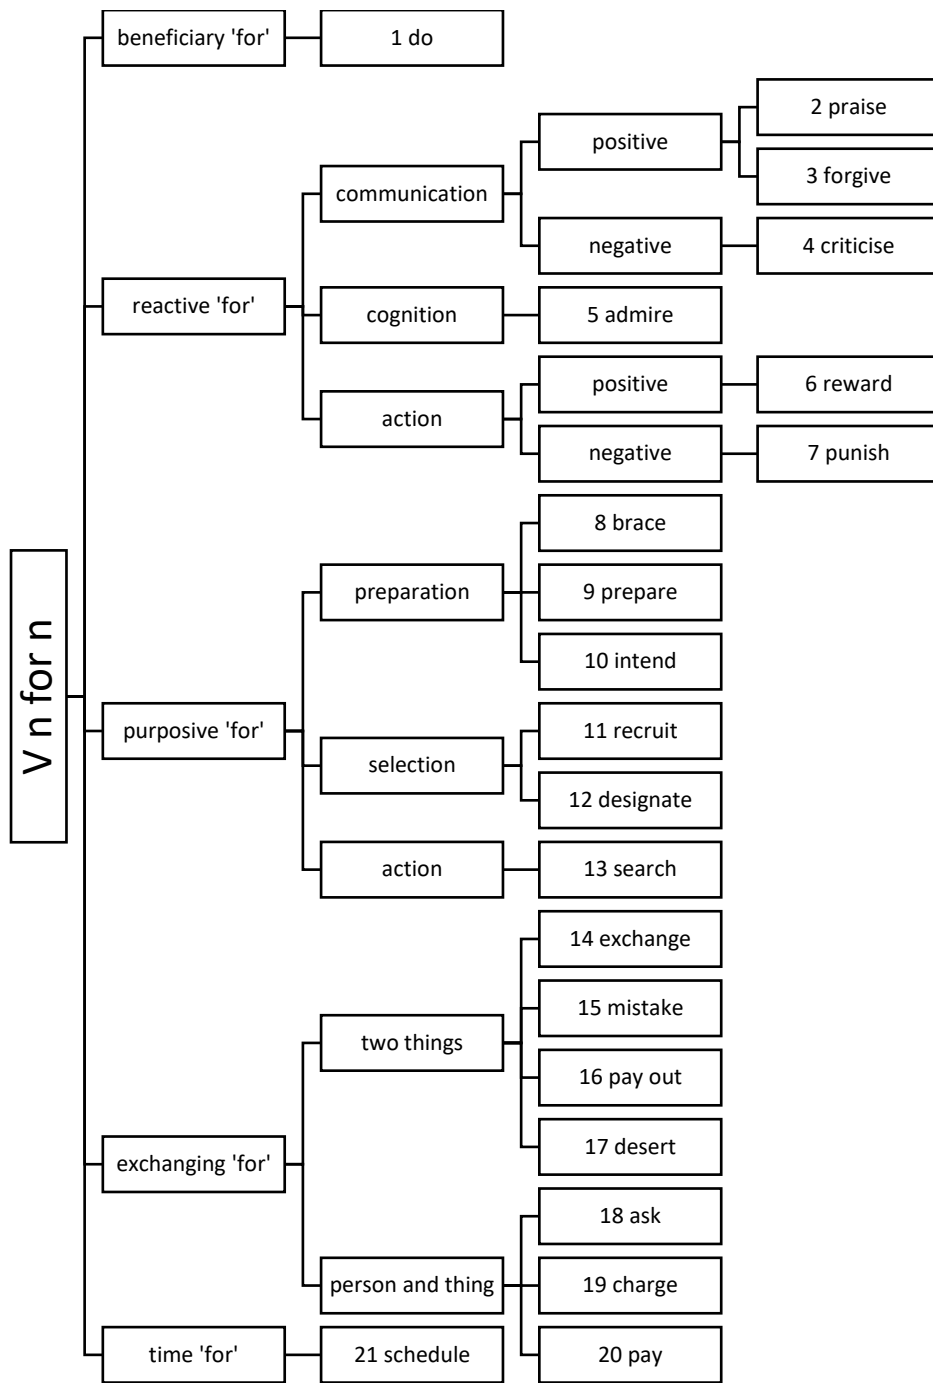 V n for n
beneficiary 'for'
1 do
reactive 'for'
communication
positive
2 praise
3 forgive
negative
4 criticise
cognition
5 admire
action
positive
6 reward
negative
7 punish
purposive 'for'
preparation
8 brace
9 prepare
10 intend
selection
11 recruit
12 designate
action
13 search
exchanging 'for'
two things
14 exchange
15 mistake
16 pay out
17 desert
person and thing
18 ask
19 charge
20 pay
time 'for'
21 schedule